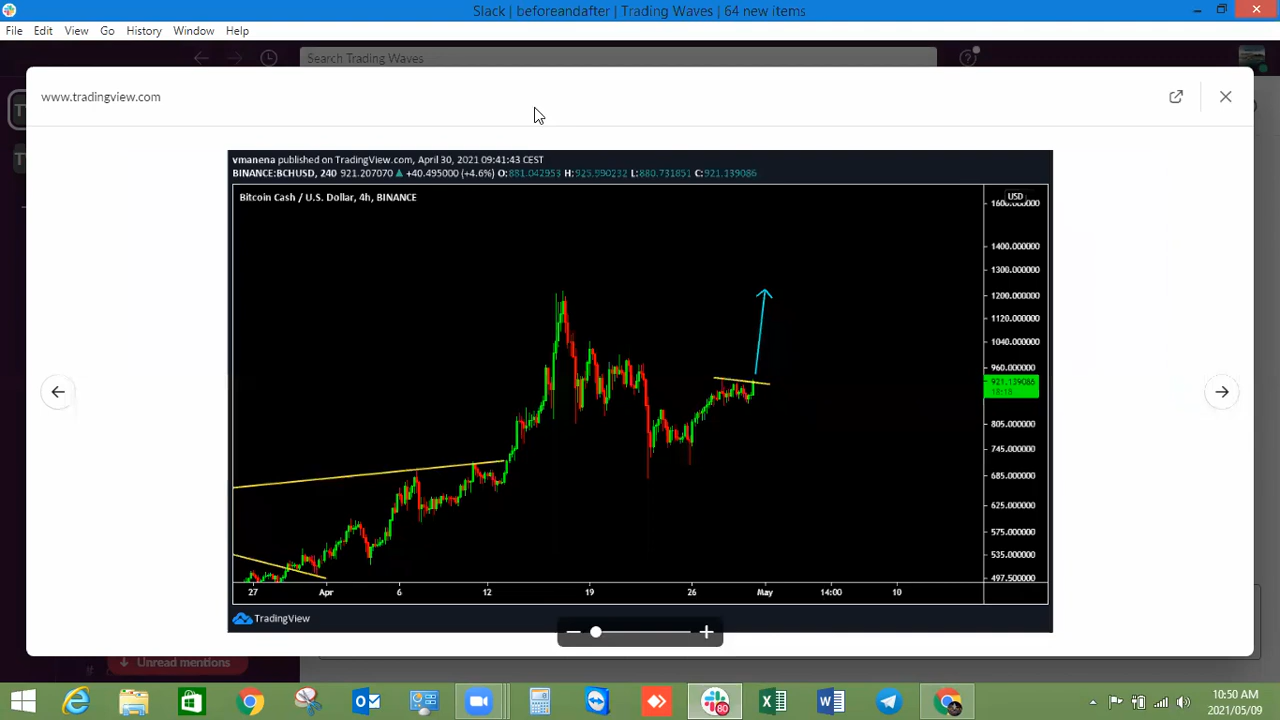 Slack | beforeandafter | Trading Waves | 64 new items
File Edit View Go History Window Help
Search Trading Waves
www.tradingview.com
vmanena published on TradingView.com, April 30, 2021 09:41:43 CEST
BINANCE:BCHUSD, 240 921.207070 ▲ +40.495000 (+4.6%) O:881.042953 H:925.990232 L:880.731851 C:921.139086
Bitcoin Cash / U.S. Dollar, 4h, BINANCE
USD
1600.000000
1400.000000
1300.000000
1200.000000
1120.000000
1040.000000
960.000000
921.139086
18:18
805.000000
745.000000
685.000000
625.000000
575.000000
535.000000
497.500000
27 Apr 6 12 19 26 May 14:00 10
TradingView
Unread mentions
80
10:50 AM
2021/05/09